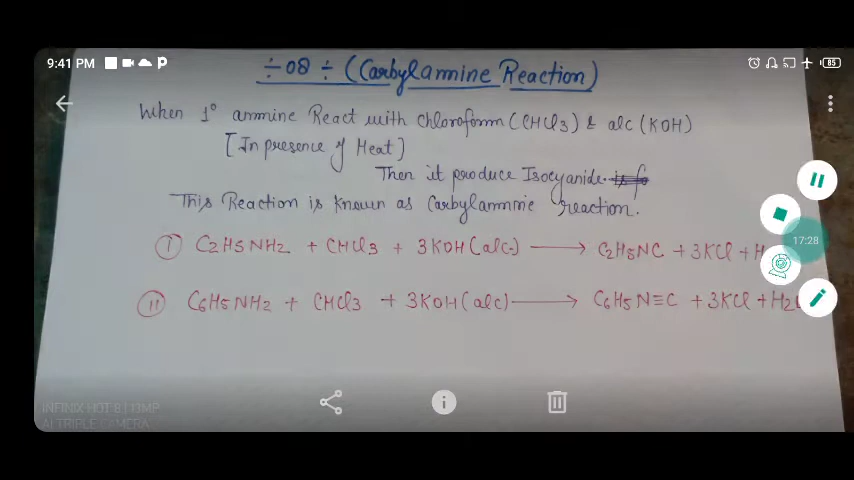 9:41 PM
85
÷ 08 ÷ (Carbylamine Reaction)
When 1° ammine React with chloroform (CHCl3) & alc (KOH)
[In presence of Heat]
Then it produce Isocyanide
This Reaction is known as Carbylamine reaction.
I C2H5NH2 + CHCl3 + 3KOH (alc) → C2H5NC + 3KCl + H
II C6H5NH2 + CHCl3 + 3KOH (alc) → C6H5N≡C + 3KCl + H2
17:28
INFINIX HOT 8 | 13MP
AI TRIPLE CAMERA